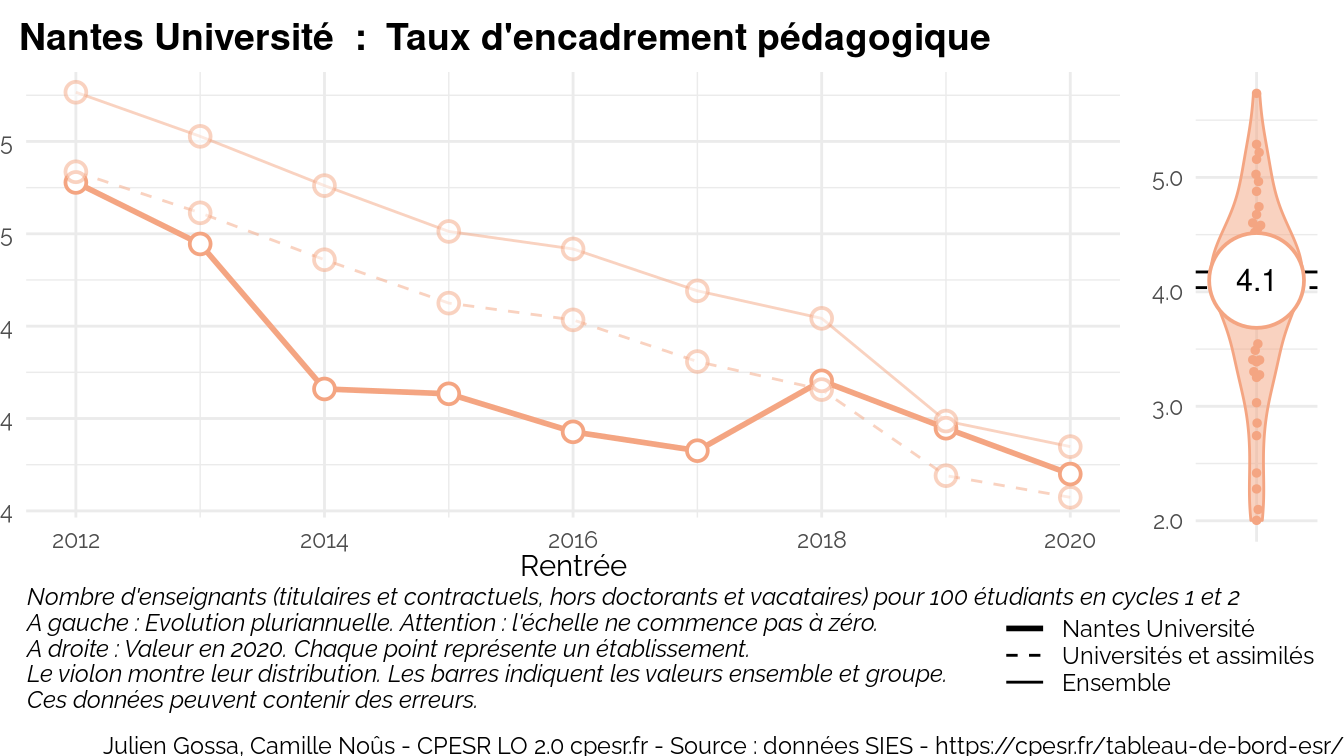 Nantes Université : Taux d'encadrement pédagogique
5
5
4
4
4
2012 2014 2016 2018 2020
Rentrée
5.0
4.0
3.0
2.0
4.1
Nombre d'enseignants (titulaires et contractuels, hors doctorants et vacataires) pour 100 étudiants en cycles 1 et 2
A gauche : Evolution pluriannuelle. Attention : l'échelle ne commence pas à zéro.
A droite : Valeur en 2020. Chaque point représente un établissement.
Le violon montre leur distribution. Les barres indiquent les valeurs ensemble et groupe.
Ces données peuvent contenir des erreurs.
Nantes Université
Universités et assimilés
Ensemble
Julien Gossa, Camille Noûs - CPESR LO 2.0 cpesr.fr - Source : données SIES - https://cpesr.fr/tableau-de-bord-esr/